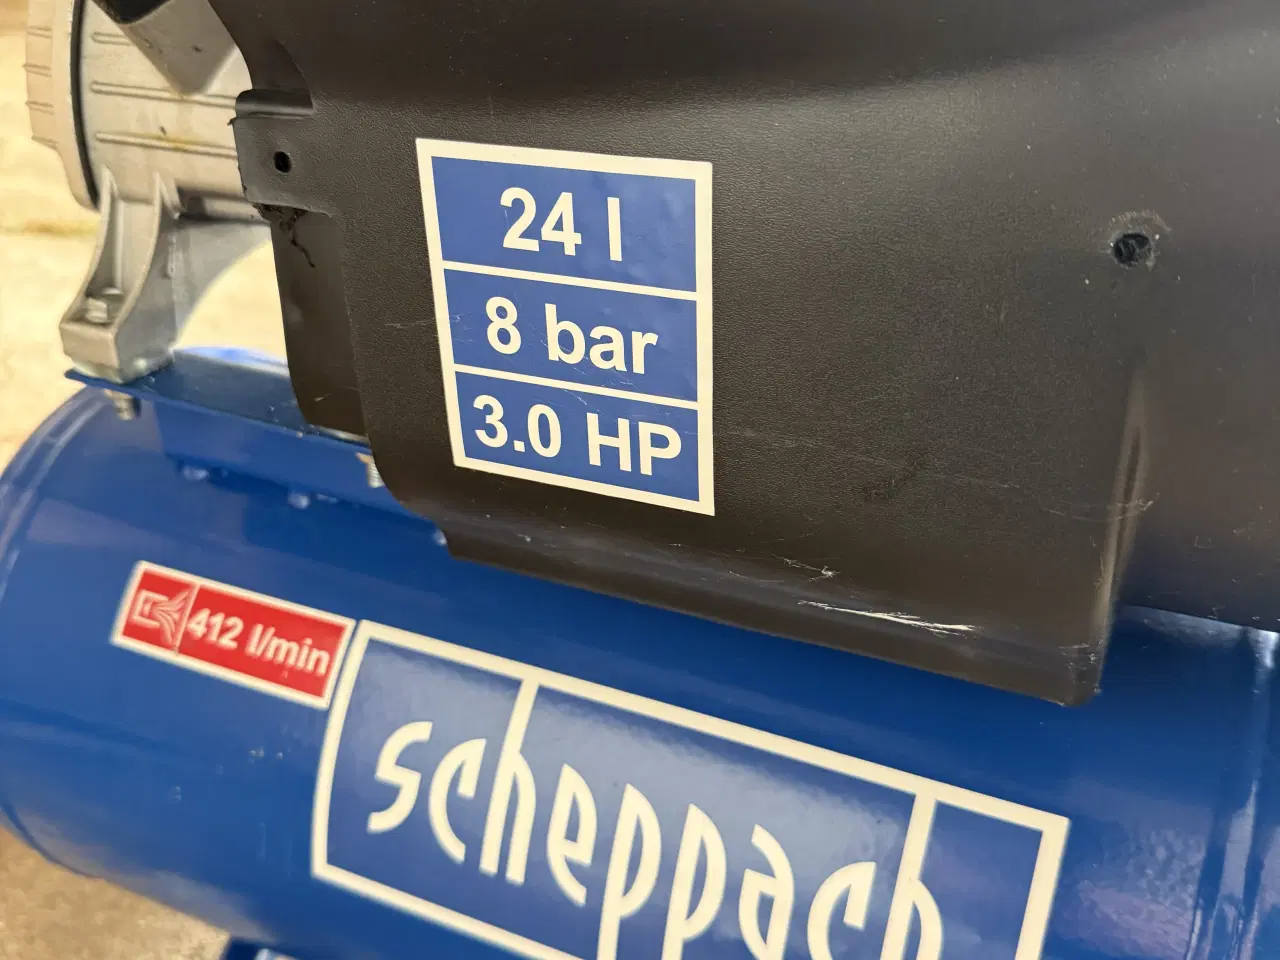 24 l
8 bar
3.0 HP
412 l/min
scheppach